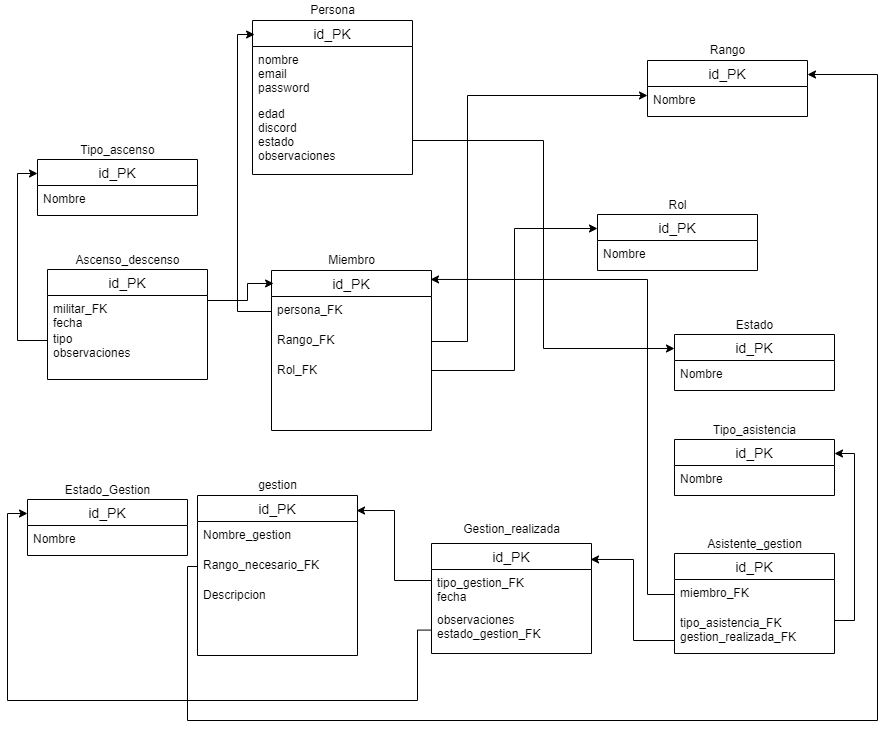 Persona
id_PK
nombre
email
password
edad
discord
estado
observaciones
Rango
id_PK
Nombre
Tipo_ascenso
id_PK
Nombre
Rol
id_PK
Nombre
Ascenso_descenso
id_PK
militar_FK
fecha
tipo
observaciones
Miembro
id_PK
persona_FK
Rango_FK
Rol_FK
Estado
id_PK
Nombre
Tipo_asistencia
id_PK
Nombre
Estado_Gestion
id_PK
Nombre
gestion
id_PK
Nombre_gestion
Rango_necesario_FK
Descripcion
Gestion_realizada
id_PK
tipo_gestion_FK
fecha
observaciones
estado_gestion_FK
Asistente_gestion
id_PK
miembro_FK
tipo_asistencia_FK
gestion_realizada_FK